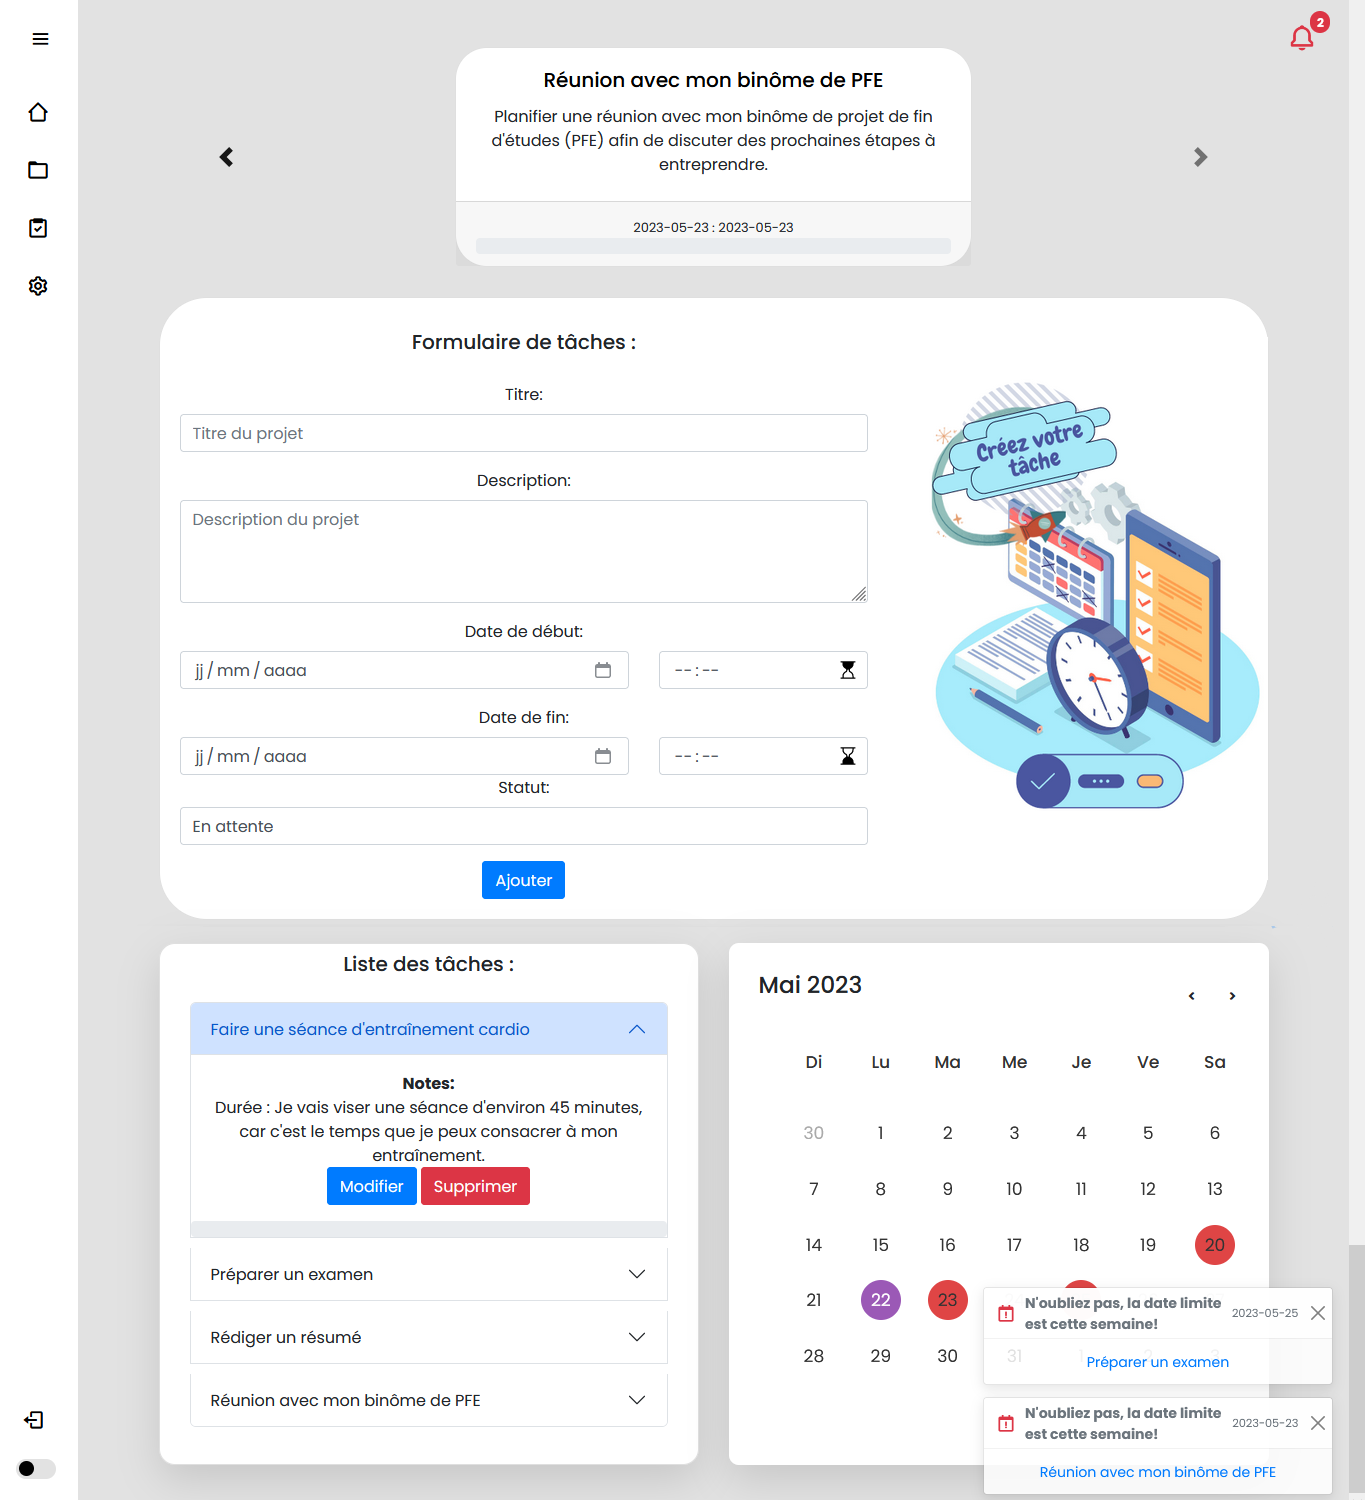 2
Réunion avec mon binôme de PFE
Planifier une réunion avec mon binôme de projet de fin
d'études (PFE) afin de discuter des prochaines étapes à
entreprendre.
2023-05-23 : 2023-05-23
Formulaire de tâches :
Titre:
Titre du projet
Description:
Description du projet
Date de début:
jj / mm / aaaa
-- : --
Date de fin:
jj / mm / aaaa
-- : --
Statut:
En attente
Ajouter
Créez votre
tâche
Liste des tâches :
Faire une séance d'entraînement cardio
Notes:
Durée : Je vais viser une séance d'environ 45 minutes,
car c'est le temps que je peux consacrer à mon
entraînement.
Modifier Supprimer
Préparer un examen
Rédiger un résumé
Réunion avec mon binôme de PFE
Mai 2023
Di Lu Ma Me Je Ve Sa
30 1 2 3 4 5 6
7 8 9 10 11 12 13
14 15 16 17 18 19 20
21 22 23
28 29 30 31 1 2 3
N'oubliez pas, la date limite
est cette semaine!
2023-05-25
Préparer un examen
N'oubliez pas, la date limite
est cette semaine!
2023-05-23
Réunion avec mon binôme de PFE